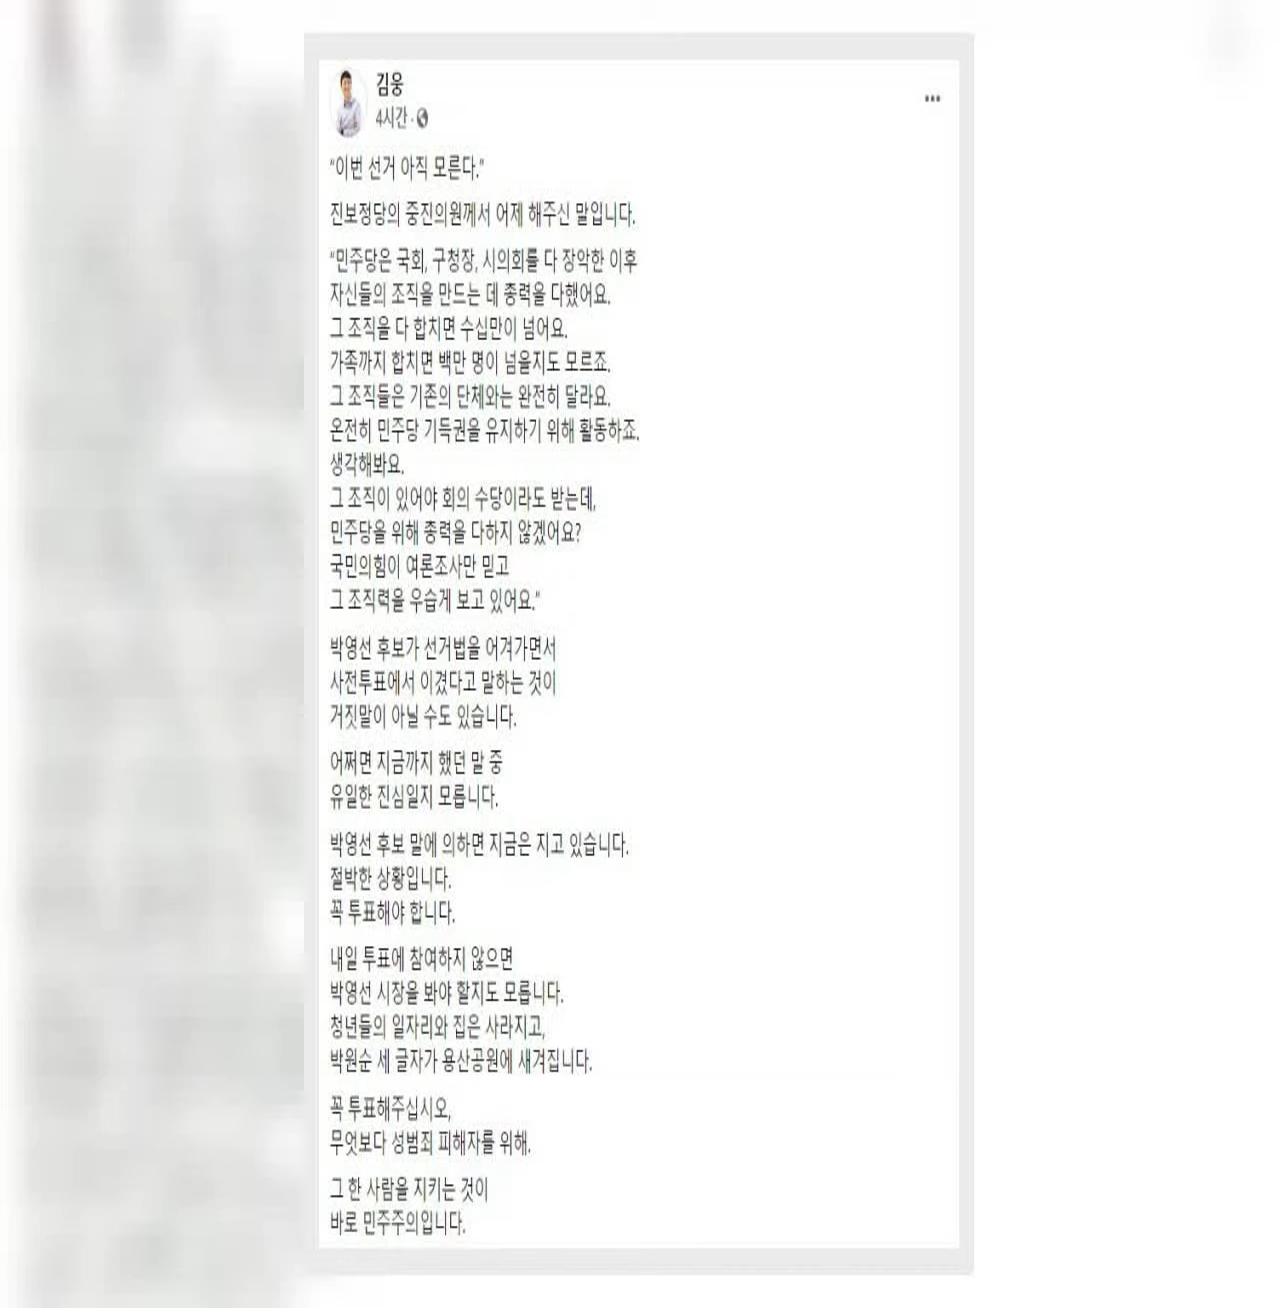 김웅
4시간·
"이번 선거 아직 모른다."
진보정당의 중진의원께서 어제 해주신 말입니다.
"민주당은 국회, 구청장, 시의회를 다 장악한 이후
자신들의 조직을 만드는 데 총력을 다했어요.
그 조직을 다 합치면 수십만이 넘어요.
가족까지 합치면 백만 명이 넘을지도 모르죠.
그 조직들은 기존의 단체와는 완전히 달라요.
온전히 민주당 기득권을 유지하기 위해 활동하죠.
생각해봐요.
그 조직이 있어야 회의 수당이라도 받는데,
민주당을 위해 총력을 다하지 않겠어요?
국민의힘이 여론조사만 믿고
그 조직력을 우습게 보고 있어요."
박영선 후보가 선거법을 어겨가면서
사전투표에서 이겼다고 말하는 것이
거짓말이 아닐 수도 있습니다.
어쩌면 지금까지 했던 말 중
유일한 진심일지 모릅니다.
박영선 후보 말에 의하면 지금은 지고 있습니다.
절박한 상황입니다.
꼭 투표해야 합니다.
내일 투표에 참여하지 않으면
박영선 시장을 봐야 할지도 모릅니다.
청년들의 일자리와 집은 사라지고,
박원순 세 글자가 용산공원에 새겨집니다.
꼭 투표해주십시오,
무엇보다 성범죄 피해자를 위해.
그 한 사람을 지키는 것이
바로 민주주의입니다.